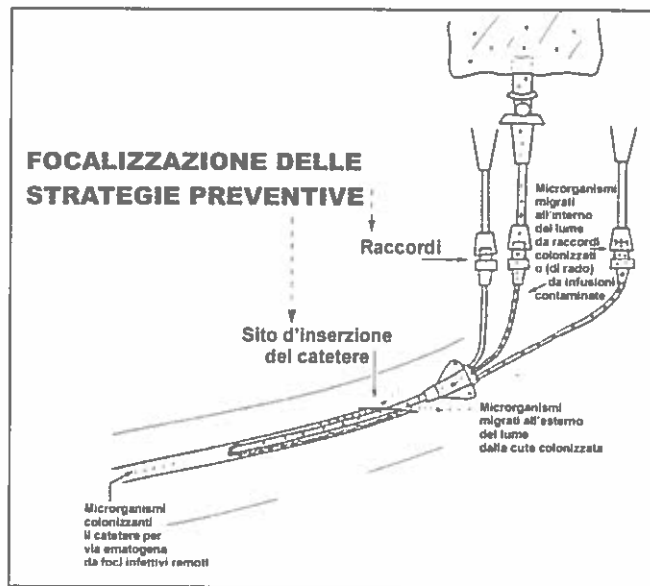 FOCALIZZAZIONE DELLE
STRATEGIE PREVENTIVE
Raccordi
Microrganismi
migrati
all'interno
del lume
da raccordi
colonizzati
o (di rado)
da infusioni
contaminate
Sito d'inserzione
del catetere
Microrganismi
migrati all'esterno
del lume
dalla cute colonizzata
Microrganismi
colonizzanti
il catetere per
via ematogena
da foci infettivi remoti